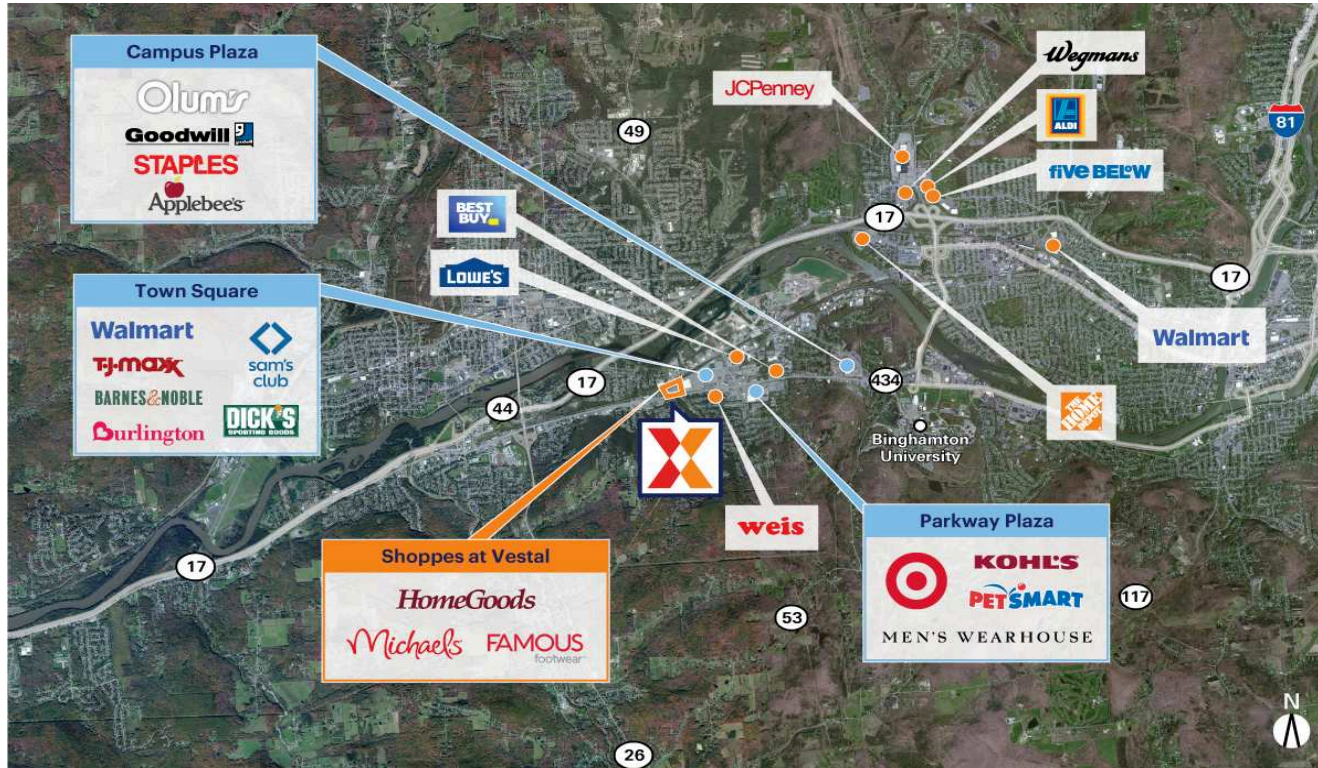 Campus Plaza
Olum's
Goodwill
STAPLES
Applebee's
JCPenney
Wegmans
ALDI
five BELOW
81
49
BEST
BUY
LOWE'S
17
17
Walmart
Town Square
Walmart
T·J·maxx
sam's
club
BARNES&NOBLE
Burlington
DICK'S
SPORTING GOODS
17
44
434
THE
HOME
DEPOT
Binghamton
University
weis
Shoppes at Vestal
HomeGoods
Michaels
FAMOUS
footwear
Parkway Plaza
KOHL'S
PETSMART
MEN'S WEARHOUSE
17
53
117
26
N